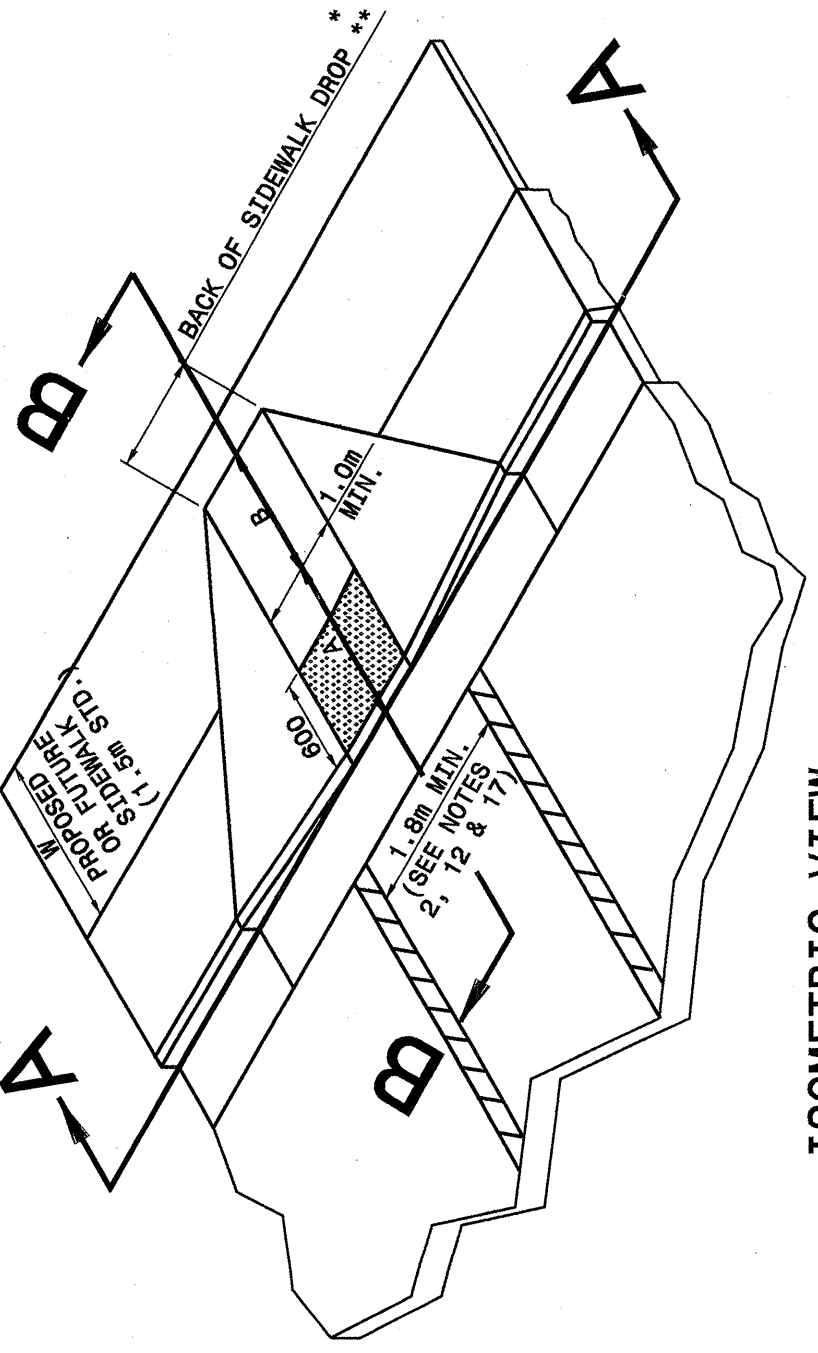 *
BACK OF SIDEWALK DROP **
A
B
B
1.0m
MIN.
A
600
W
PROPOSED
OR FUTURE
SIDEWALK
(1.5m STD.)
1.8m MIN.
(SEE NOTES
2, 12 & 17)
A
B
ISOMETRIC VIEW